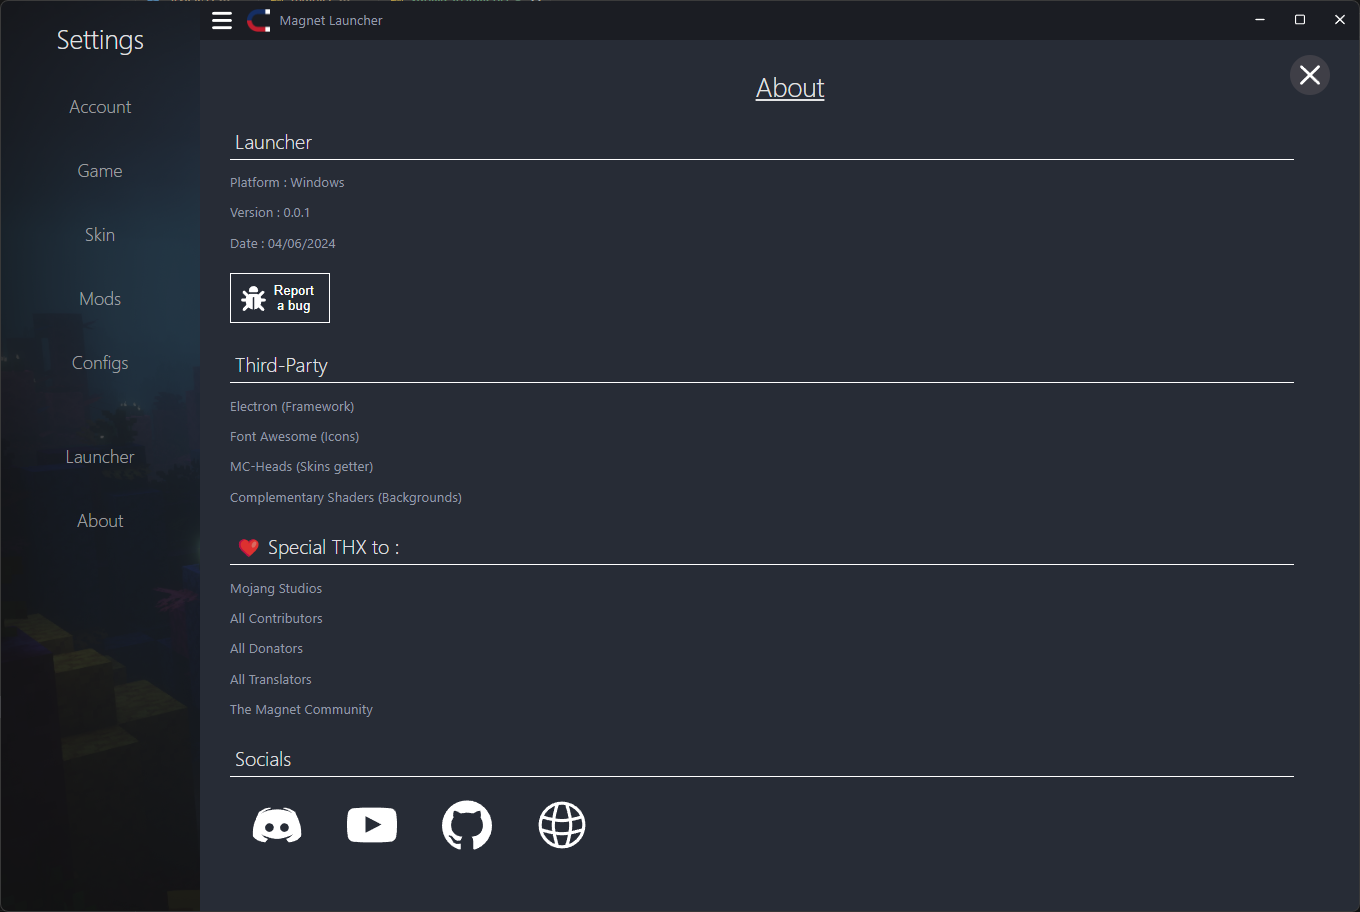 Magnet Launcher
Settings
Account
Game
Skin
Mods
Configs
Launcher
About
About
Launcher
Platform : Windows
Version : 0.0.1
Date : 04/06/2024
Report
a bug
Third-Party
Electron (Framework)
Font Awesome (Icons)
MC-Heads (Skins getter)
Complementary Shaders (Backgrounds)
❤️ Special THX to :
Mojang Studios
All Contributors
All Donators
All Translators
The Magnet Community
Socials